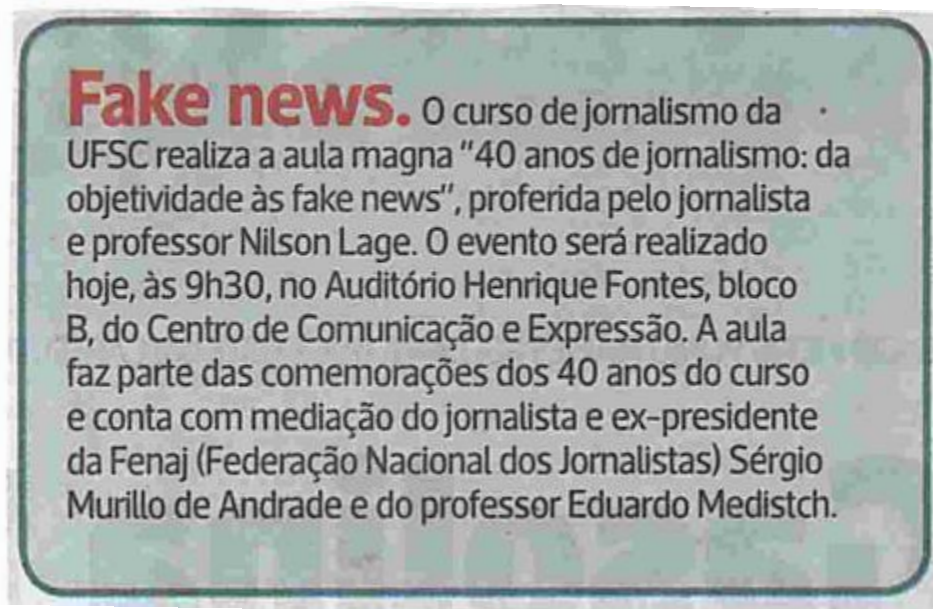 Fake news. O curso de jornalismo da
UFSC realiza a aula magna "40 anos de jornalismo: da
objetividade às fake news", proferida pelo jornalista
e professor Nilson Lage. O evento será realizado
hoje, às 9h30, no Auditório Henrique Fontes, bloco
B, do Centro de Comunicação e Expressão. A aula
faz parte das comemorações dos 40 anos do curso
e conta com mediação do jornalista e ex-presidente
da Fenaj (Federação Nacional dos Jornalistas) Sérgio
Murillo de Andrade e do professor Eduardo Medistch.